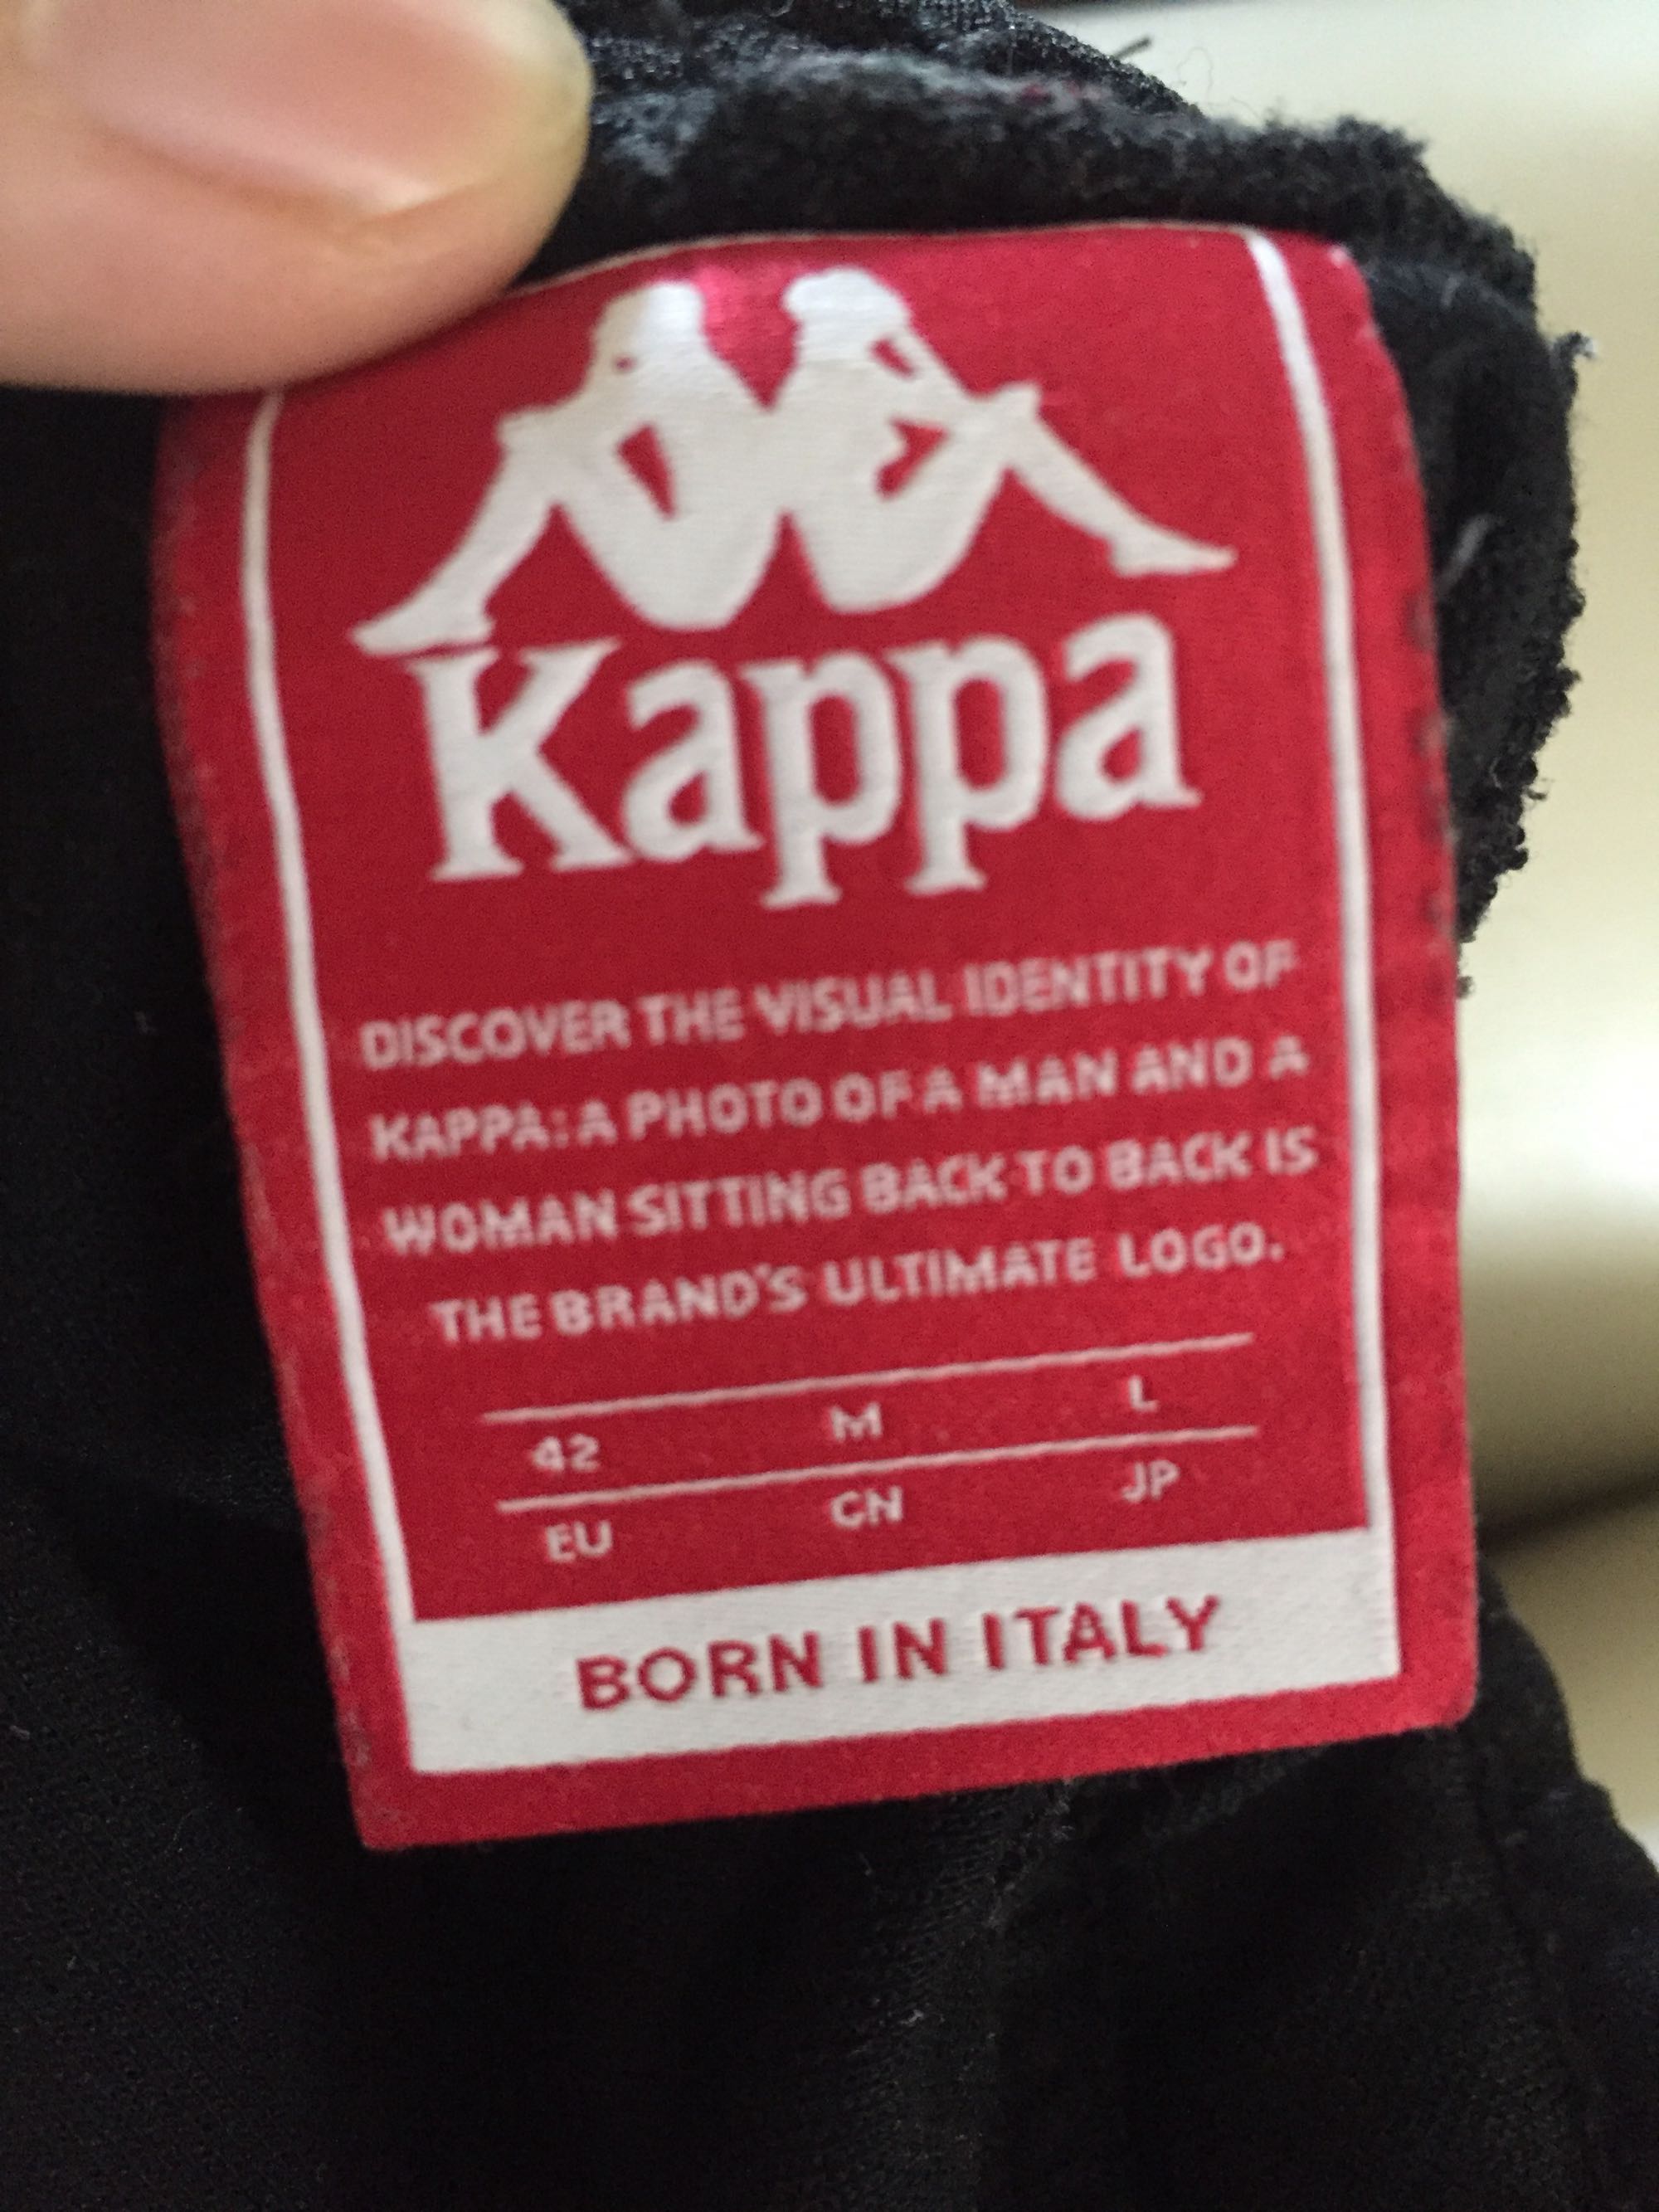 Kappa
DISCOVER THE VISUAL IDENTITY OF
KAPPA: A PHOTO OF A MAN AND A
WOMAN SITTING BACK TO BACK IS
THE BRAND'S ULTIMATE LOGO.
42 M L
EU CN JP
BORN IN ITALY